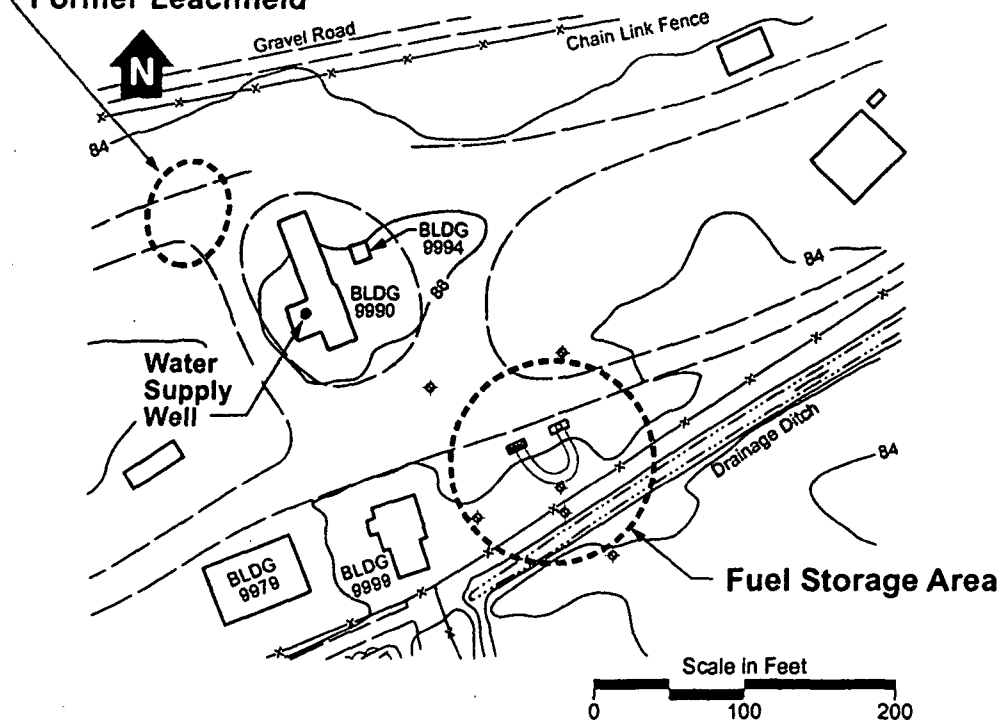 Former Leachfield
Gravel Road
Chain Link Fence
N
84
BLDG
9994
88
BLDG
9990
84
Water
Supply
Well
Drainage Ditch
84
BLDG
9978
BLDG
9999
Fuel Storage Area
Scale in Feet
0 100 200